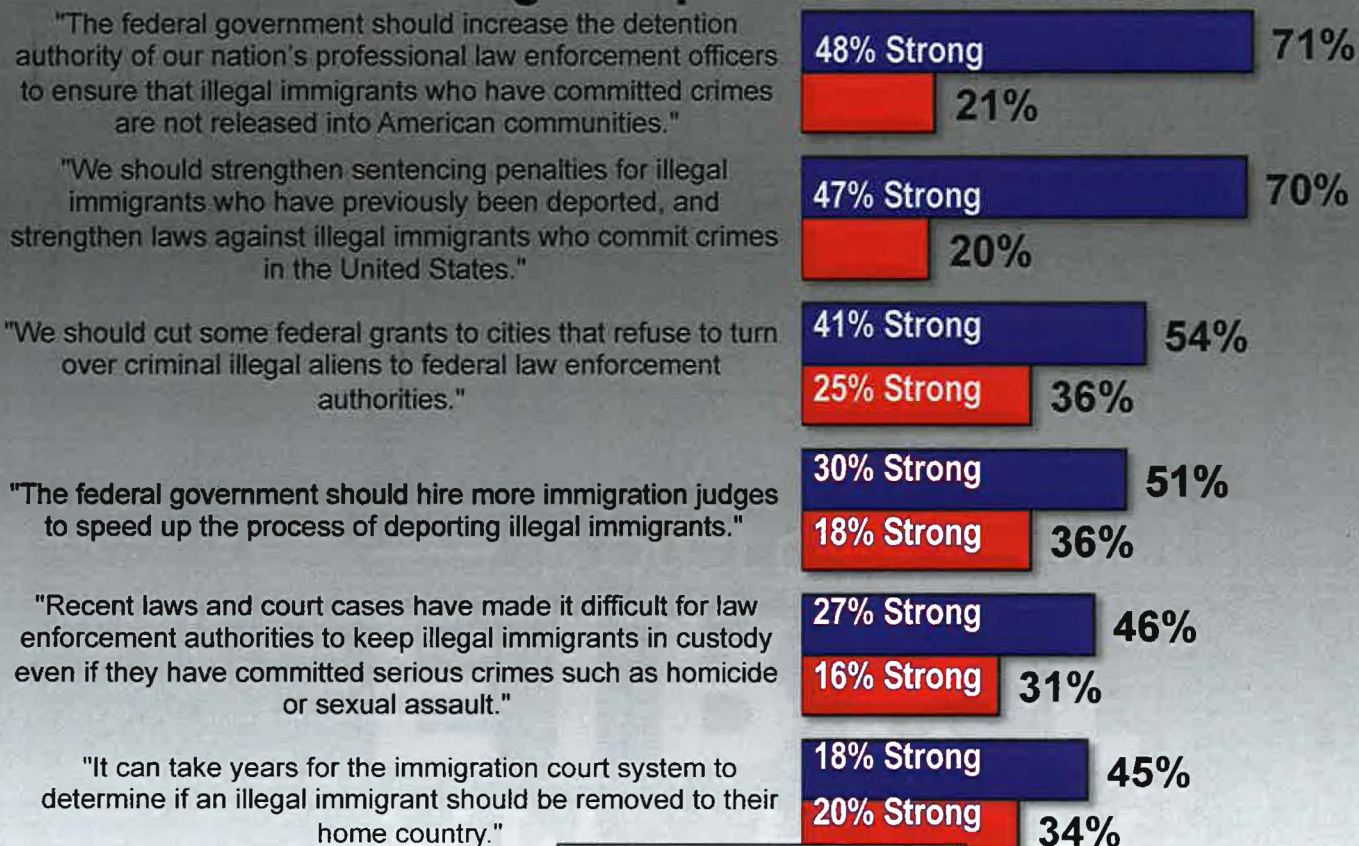 "The federal government should increase the detention
authority of our nation's professional law enforcement officers
to ensure that illegal immigrants who have committed crimes
are not released into American communities."
48% Strong
71%
21%
"We should strengthen sentencing penalties for illegal
immigrants who have previously been deported, and
strengthen laws against illegal immigrants who commit crimes
in the United States."
47% Strong
70%
20%
"We should cut some federal grants to cities that refuse to turn
over criminal illegal aliens to federal law enforcement
authorities."
41% Strong
54%
25% Strong
36%
"The federal government should hire more immigration judges
to speed up the process of deporting illegal immigrants."
30% Strong
51%
18% Strong
36%
"Recent laws and court cases have made it difficult for law
enforcement authorities to keep illegal immigrants in custody
even if they have committed serious crimes such as homicide
or sexual assault."
27% Strong
46%
16% Strong
31%
"It can take years for the immigration court system to
determine if an illegal immigrant should be removed to their
home country."
18% Strong
45%
20% Strong
34%